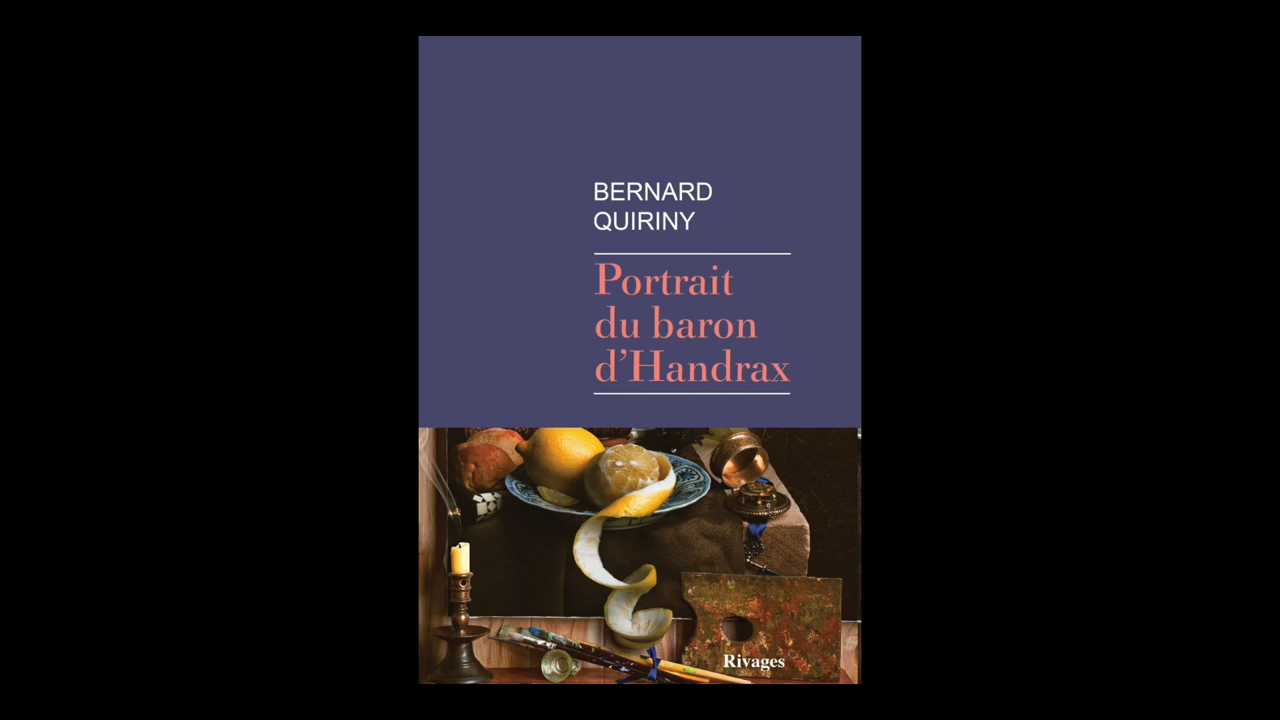 BERNARD
QUIRINY
Portrait
du baron
d’Handrax
Rivages